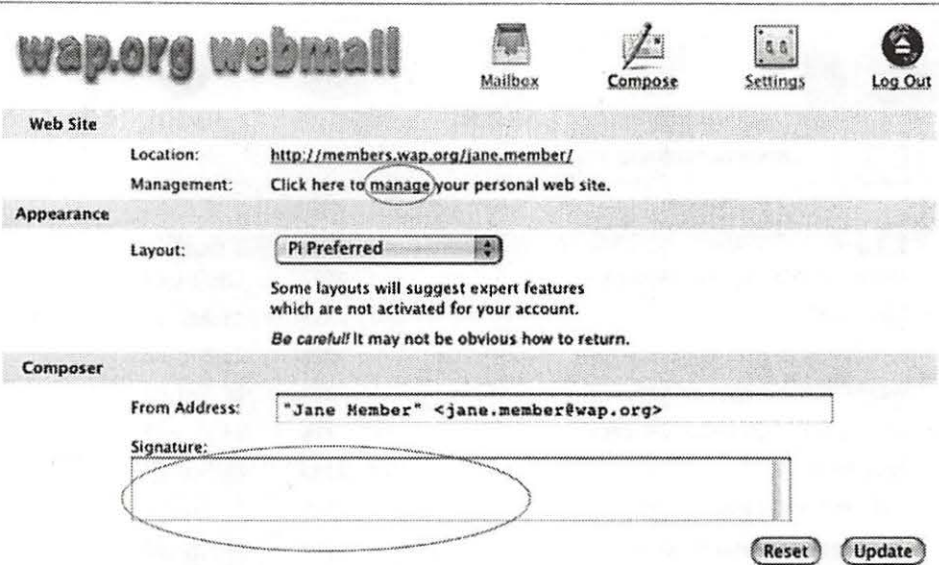 wap.org webmail
Mailbox Compose Settings Log Out
Web Site
Location: http://members.wap.org/jane.member/
Management: Click here to manage your personal web site.
Appearance
Layout: Pi Preferred
Some layouts will suggest expert features
which are not activated for your account.
Be careful! It may not be obvious how to return.
Composer
From Address: "Jane Member" <jane.member@wap.org>
Signature:
Reset Update